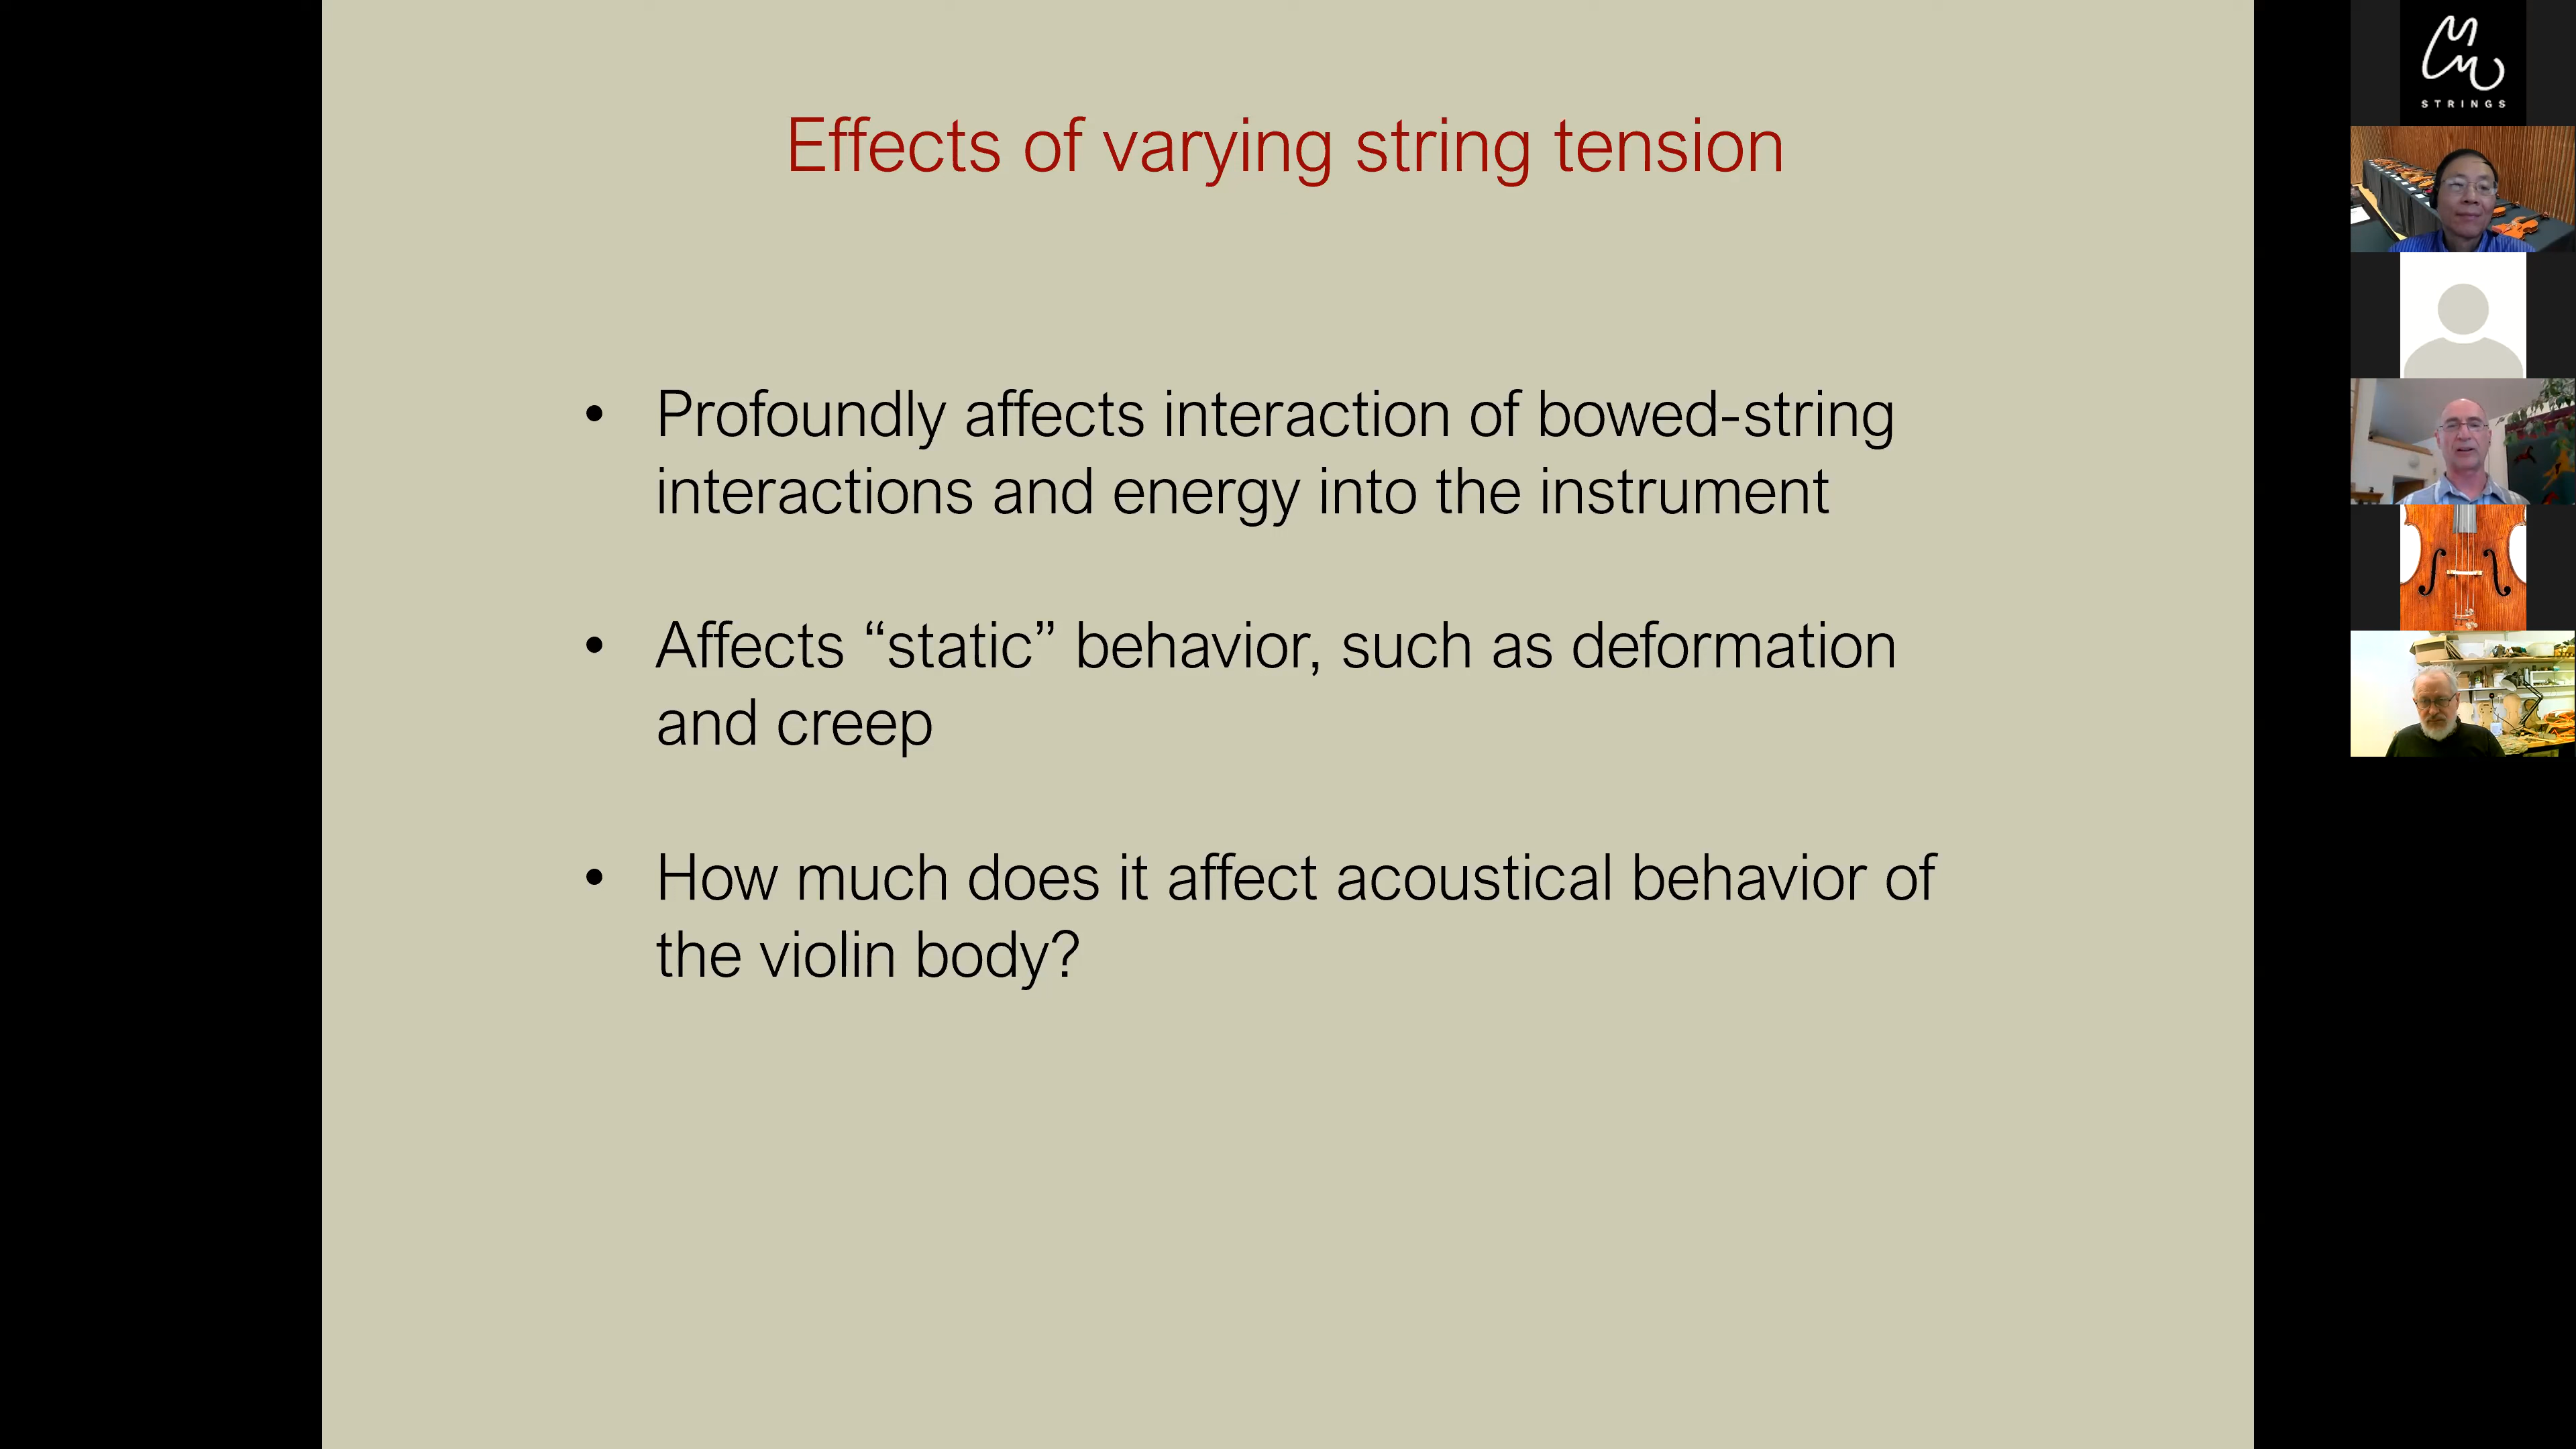 Effects of varying string tension
• Profoundly affects interaction of bowed-string
interactions and energy into the instrument
• Affects “static” behavior, such as deformation
and creep
• How much does it affect acoustical behavior of
the violin body?
STRINGS